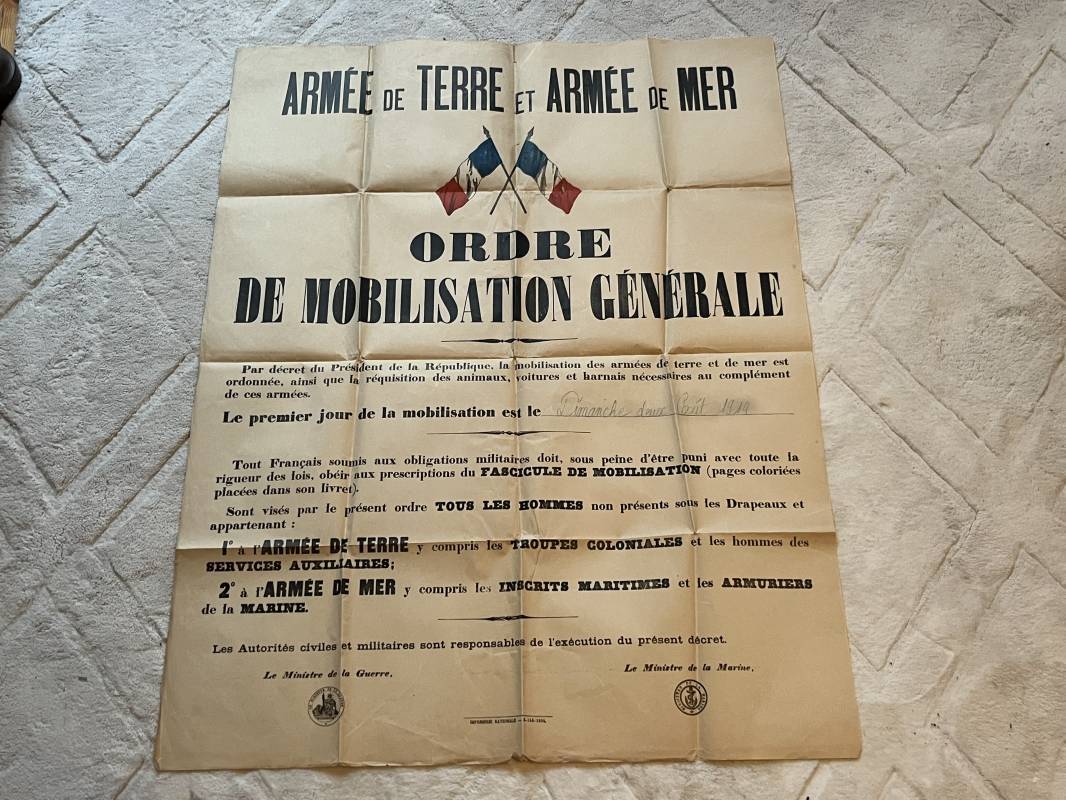 ARMÉE DE TERRE ET ARMÉE DE MER
ORDRE
DE MOBILISATION GÉNÉRALE
Par décret du Président de la République, la mobilisation des armées de terre et de mer est
ordonnée, ainsi que la réquisition des animaux, voitures et harnais nécessaires au complément
de ces armées.
Le premier jour de la mobilisation est le Dimanche deux Août 1914
Tout Français soumis aux obligations militaires doit, sous peine d'être puni avec toute la
rigueur des lois, obéir aux prescriptions du FASCICULE DE MOBILISATION (pages coloriées
placées dans son livret).
Sont visés par le présent ordre TOUS LES HOMMES non présents sous les Drapeaux et
appartenant :
1° à l'ARMÉE DE TERRE y compris les TROUPES COLONIALES et les hommes des
SERVICES AUXILIAIRES;
2° à l'ARMÉE DE MER y compris les INSCRITS MARITIMES et les ARMURIERS
de la MARINE.
Les Autorités civiles et militaires sont responsables de l'exécution du présent décret.
Le Ministre de la Guerre,
Le Ministre de la Marine,
IMPRIMERIE NATIONALE